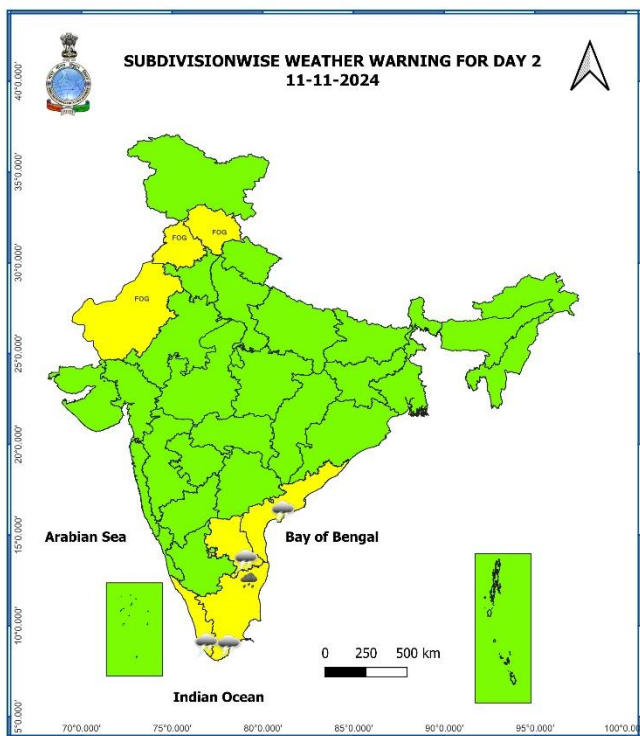 SUBDIVISIONWISE WEATHER WARNING FOR DAY 2
11-11-2024
40°0.000'
35°0.000'
30°0.000'
25°0.000'
20°0.000'
15°0.000'
10°0.000'
5°0.000'
FOG
FOG
FOG
Arabian Sea
Bay of Bengal
0 250 500 km
Indian Ocean
70°0.000' 75°0.000' 80°0.000' 85°0.000' 90°0.000' 95°0.000' 100°0.0